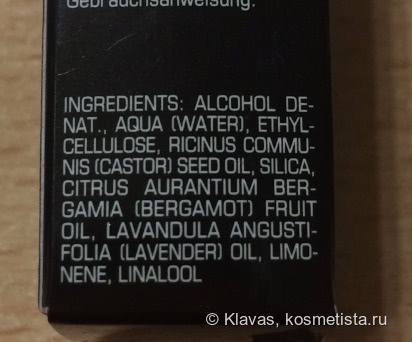 Gebrauchsanweisung.
INGREDIENTS: ALCOHOL DE-
NAT., AQUA (WATER), ETHYL-
CELLULOSE, RICINUS COMMU-
NIS (CASTOR) SEED OIL, SILICA,
CITRUS AURANTIUM BER-
GAMIA (BERGAMOT) FRUIT
OIL, LAVANDULA ANGUSTI-
FOLIA (LAVENDER) OIL, LIMO-
NENE, LINALOOL
© Klavas, kosmetista.ru